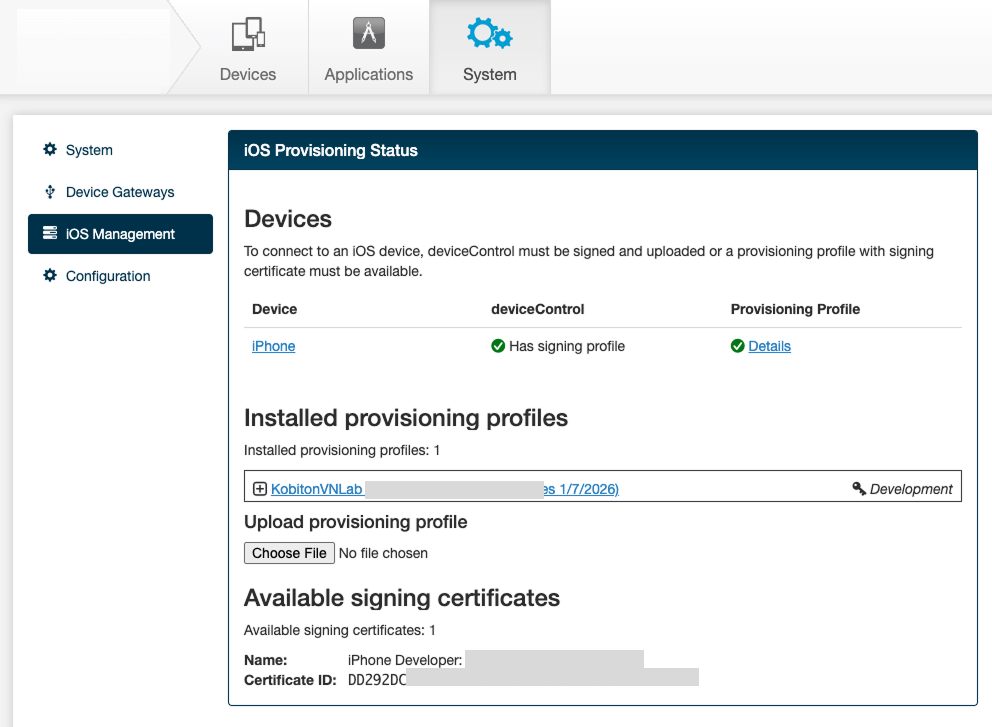 Devices
Applications
System
System
Device Gateways
iOS Management
Configuration
iOS Provisioning Status
Devices
To connect to an iOS device, deviceControl must be signed and uploaded or a provisioning profile with signing
certificate must be available.
Device deviceControl Provisioning Profile
iPhone Has signing profile Details
Installed provisioning profiles
Installed provisioning profiles: 1
KobitonVNLab es 1/7/2026) Development
Upload provisioning profile
Choose File No file chosen
Available signing certificates
Available signing certificates: 1
Name: iPhone Developer:
Certificate ID: DD292DC